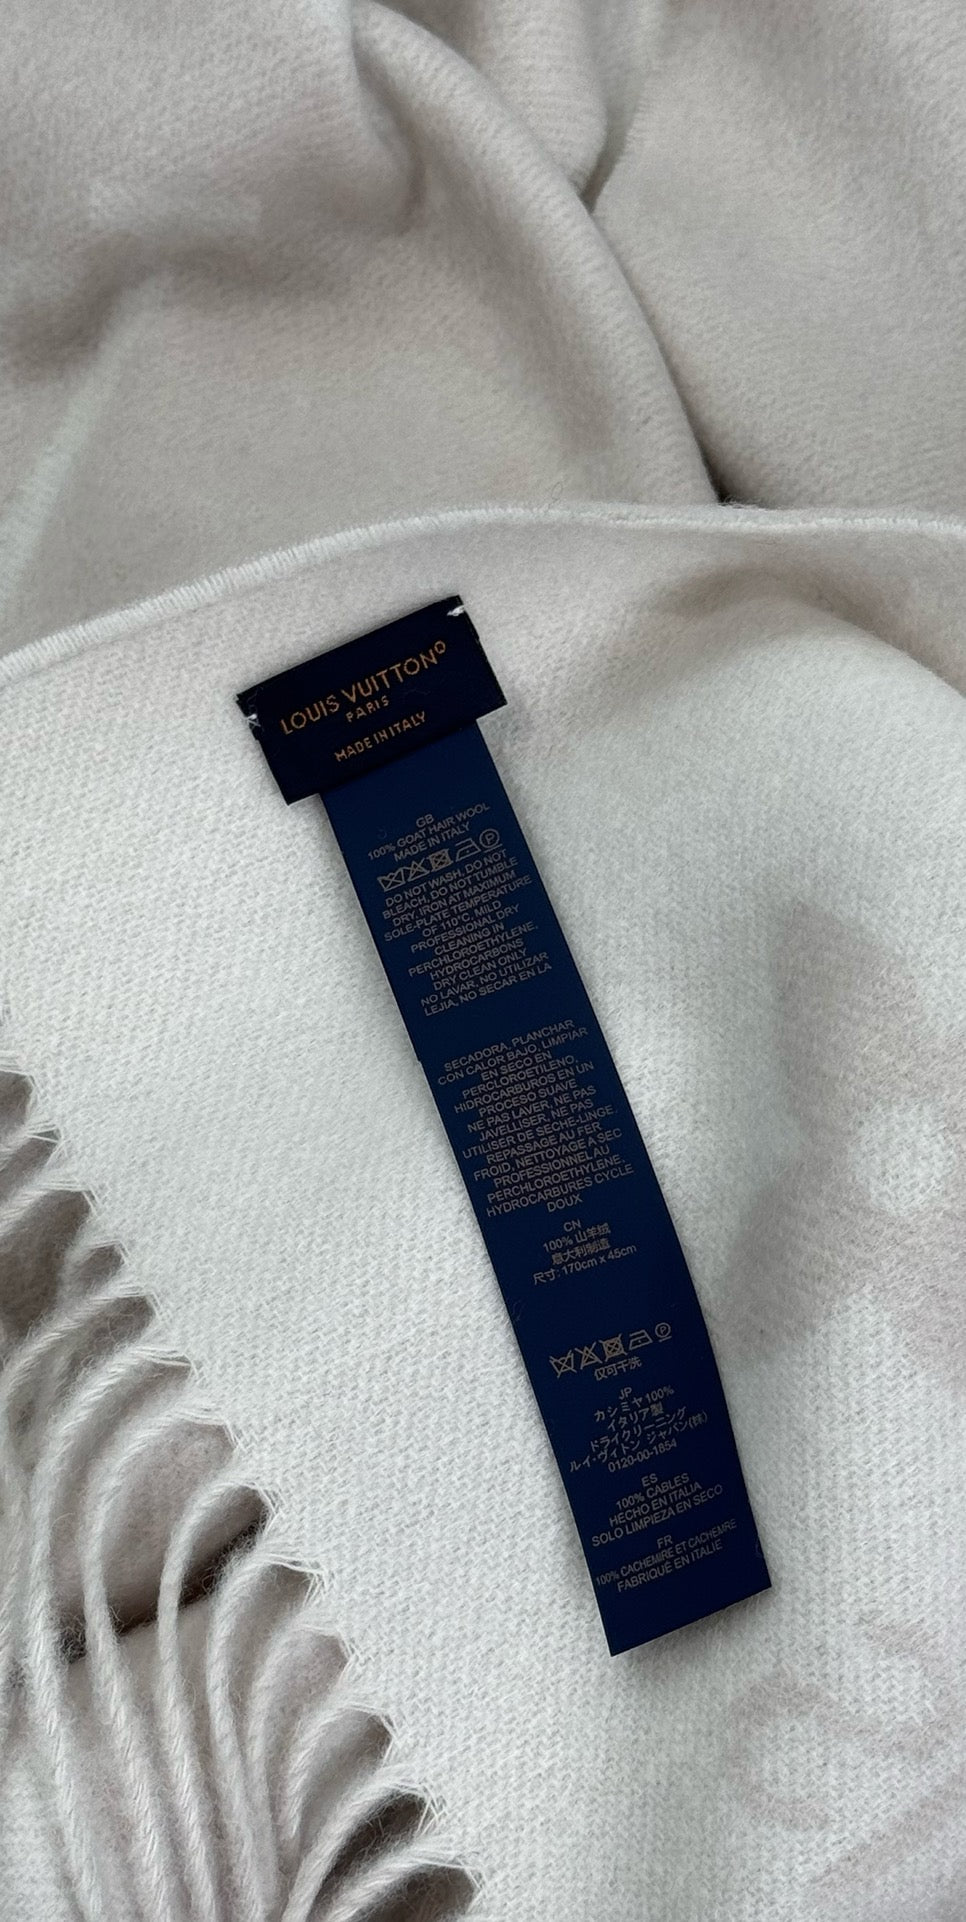 LOUIS VUITTON
PARIS
MADE IN ITALY
GB
100% GOAT HAIR WOOL
MADE IN ITALY
DO NOT WASH, DO NOT
BLEACH, DO NOT TUMBLE
DRY, IRON AT MAXIMUM
SOLE-PLATE TEMPERATURE
OF 110°C, MILD
PROFESSIONAL DRY
CLEANING IN
PERCHLOROETHYLENE,
HYDROCARBONS
DRY CLEAN ONLY
NO LAVAR, NO UTILIZAR
LEJIA, NO SECAR EN LA
SECADORA, PLANCHAR
CON CALOR BAJO, LIMPIAR
EN SECO EN
PERCLOROETILENO,
HIDROCARBUROS EN UN
PROCESO SUAVE
NE PAS LAVER, NE PAS
JAVELLISER, NE PAS
UTILISER DE SECHE-LINGE,
REPASSAGE AU FER
FROID, NETTOYAGE A SEC
PROFESSIONNEL AU
PERCHLOROETHYLENE,
HYDROCARBURES CYCLE
DOUX
CN
100% 山羊绒
意大利制造
尺寸: 170cm x 45cm
仅可干洗
JP
カシミヤ 100%
イタリア製
ドライクリーニング
ルイ・ヴィトン ジャパン(株)
0120-00-1854
ES
100% CABLES
HECHO EN ITALIA
SOLO LIMPIEZA EN SECO
FR
100% CACHEMIRE ET CACHEMRE
FABRIQUÉ EN ITALIE